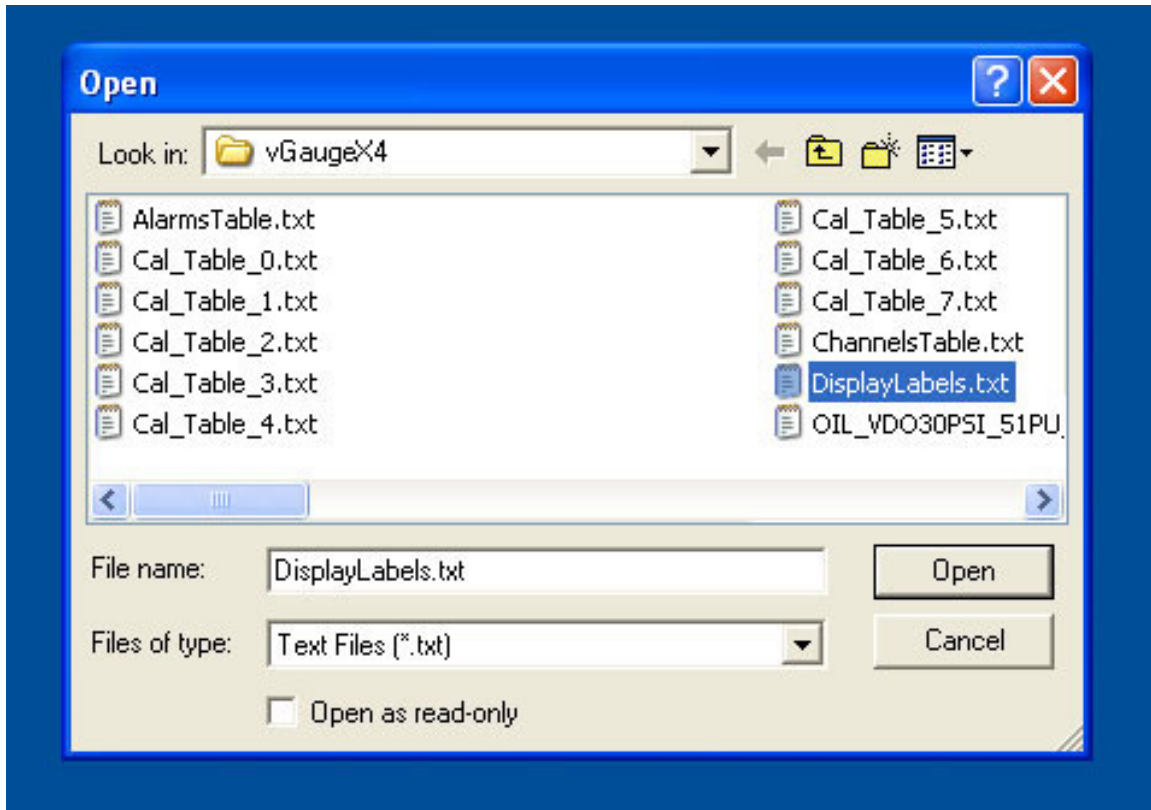 Open
Look in: vGaugeX4
AlarmsTable.txt
Cal_Table_0.txt
Cal_Table_1.txt
Cal_Table_2.txt
Cal_Table_3.txt
Cal_Table_4.txt
Cal_Table_5.txt
Cal_Table_6.txt
Cal_Table_7.txt
ChannelsTable.txt
DisplayLabels.txt
OIL_VDO30PSI_51PU_
File name: DisplayLabels.txt
Open
Files of type: Text Files (*.txt)
Cancel
Open as read-only